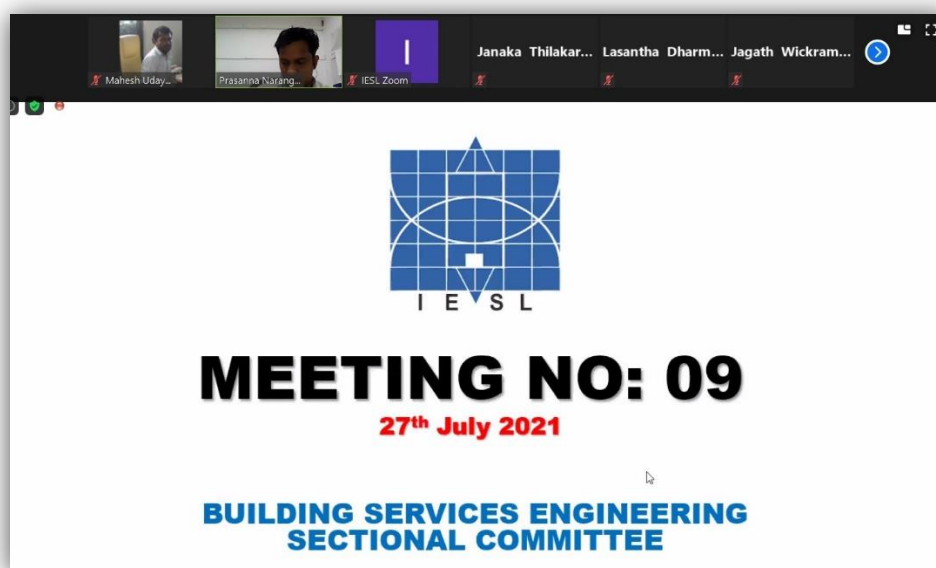 Mahesh Uday...
Prasanna Narang...
I
IESL Zoom
Janaka Thilakar...
Lasantha Dharm...
Jagath Wickram...
I E S L
MEETING NO: 09
27th July 2021
BUILDING SERVICES ENGINEERING
SECTIONAL COMMITTEE